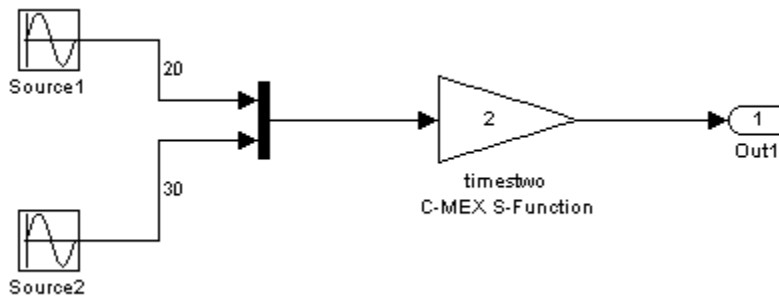 Source1
20
2
1
Out1
timestwo
C-MEX S-Function
30
Source2